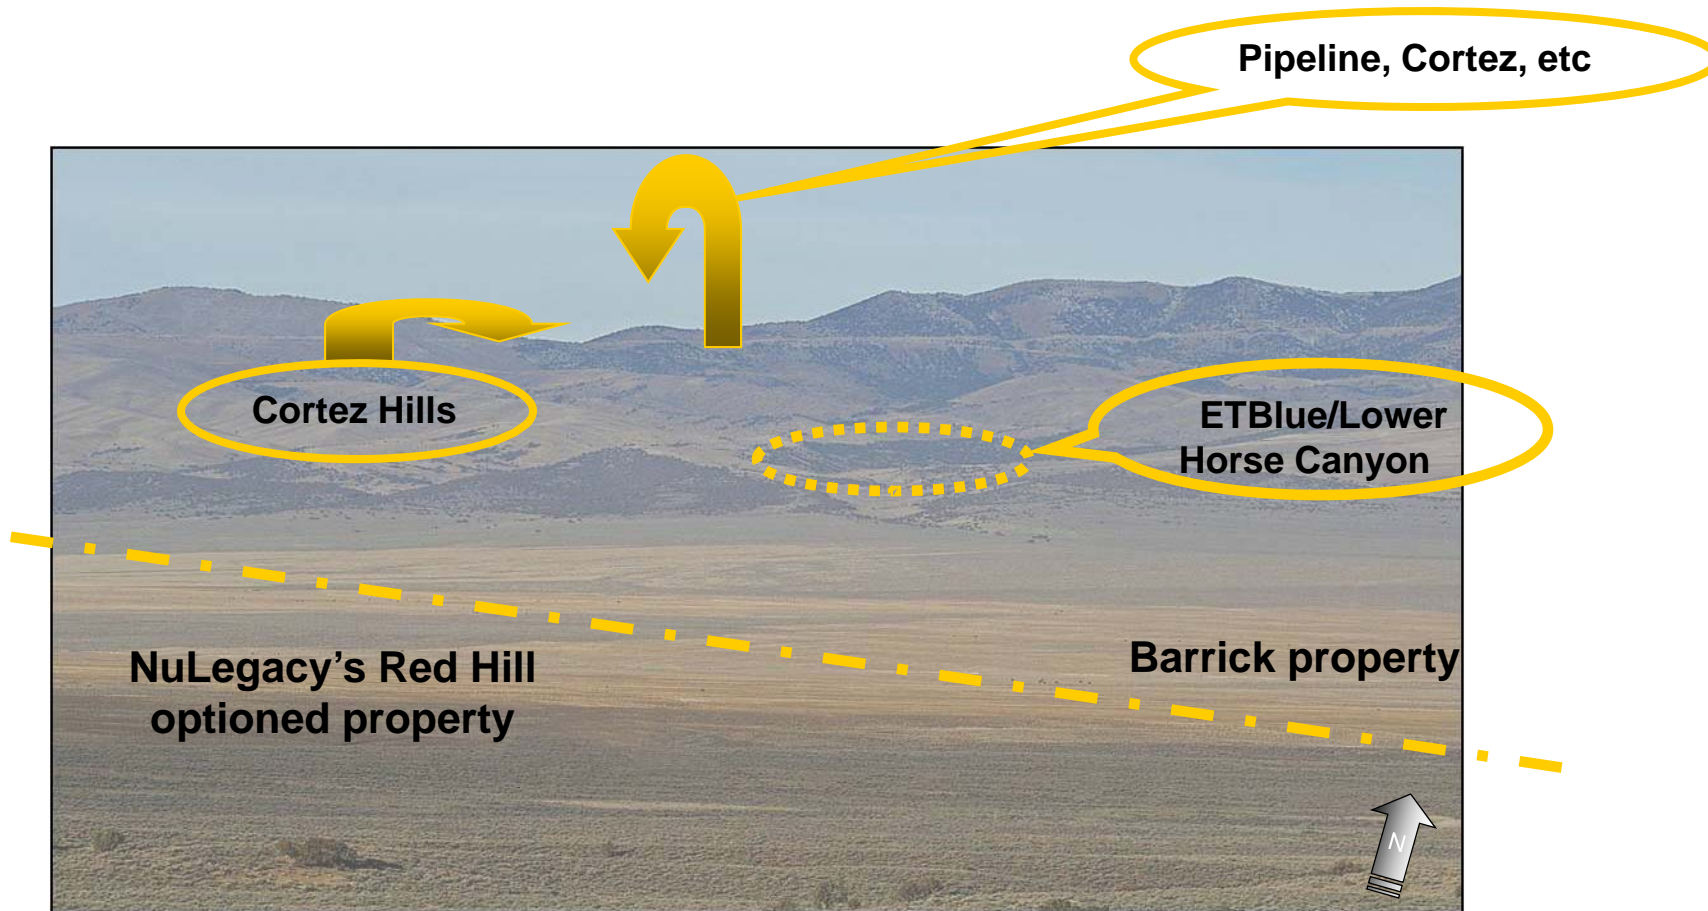 Pipeline, Cortez, etc
Cortez Hills
ETBlue/Lower
Horse Canyon
NuLegacy’s Red Hill
optioned property
Barrick property
N